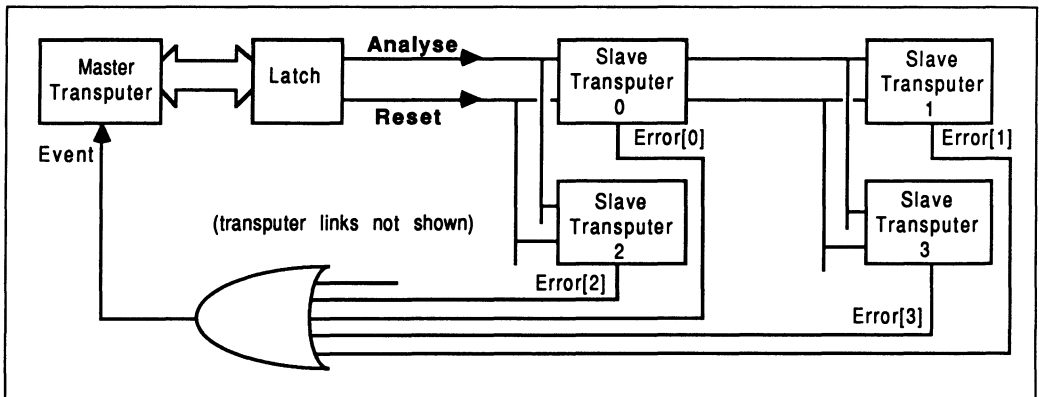 Master
Transputer
Latch
Analyse
Reset
Slave
Transputer
0
Slave
Transputer
1
Event
Error[0]
Error[1]
(transputer links not shown)
Slave
Transputer
2
Slave
Transputer
3
Error[2]
Error[3]